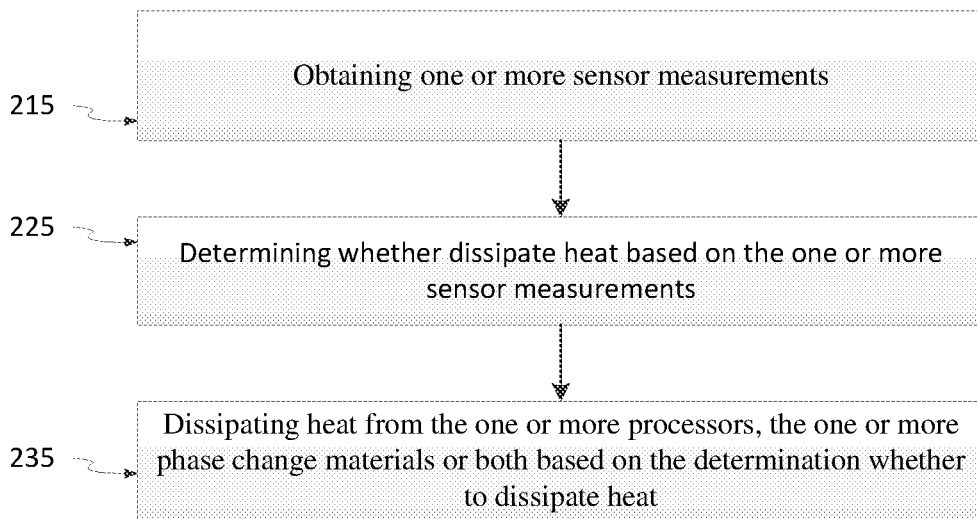 Obtaining one or more sensor measurements
215
225
Determining whether dissipate heat based on the one or more
sensor measurements
Dissipating heat from the one or more processors, the one or more
phase change materials or both based on the determination whether
to dissipate heat
235